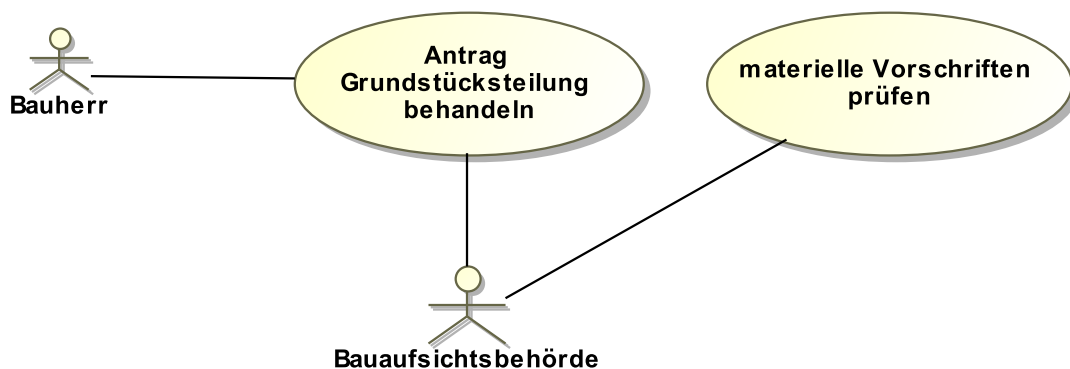 Bauherr
Antrag
Grundstücksteilung
behandeln
materielle Vorschriften
prüfen
Bauaufsichtsbehörde